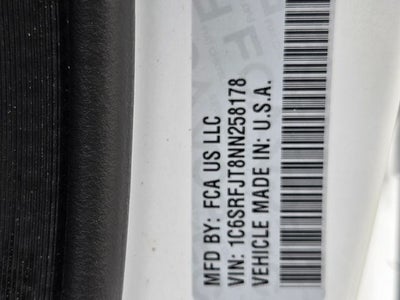 MFD BY: FCA US LLC
VIN: 1C6SRFJT8NN258178
VEHICLE MADE IN: U.S.A.